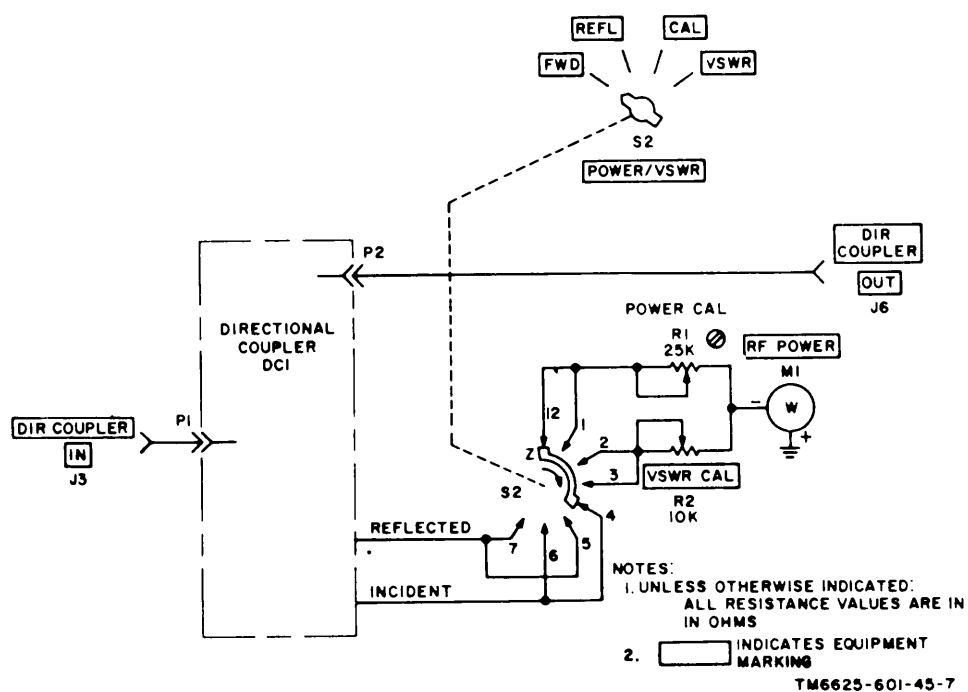 REFL
CAL
FWD
VSWR
S2
POWER/VSWR
P2
DIR
COUPLER
OUT
J6
DIRECTIONAL
COUPLER
DC1
POWER CAL
R1
25K
RF POWER
M1
-
W
+
P1
DIR COUPLER
IN
J3
12
1
2
Z
3
VSWR CAL
R2
10K
S2
4
REFLECTED
7
6
5
INCIDENT
NOTES:
1. UNLESS OTHERWISE INDICATED:
ALL RESISTANCE VALUES ARE IN
IN OHMS
2. INDICATES EQUIPMENT
MARKING
TM6625-601-45-7